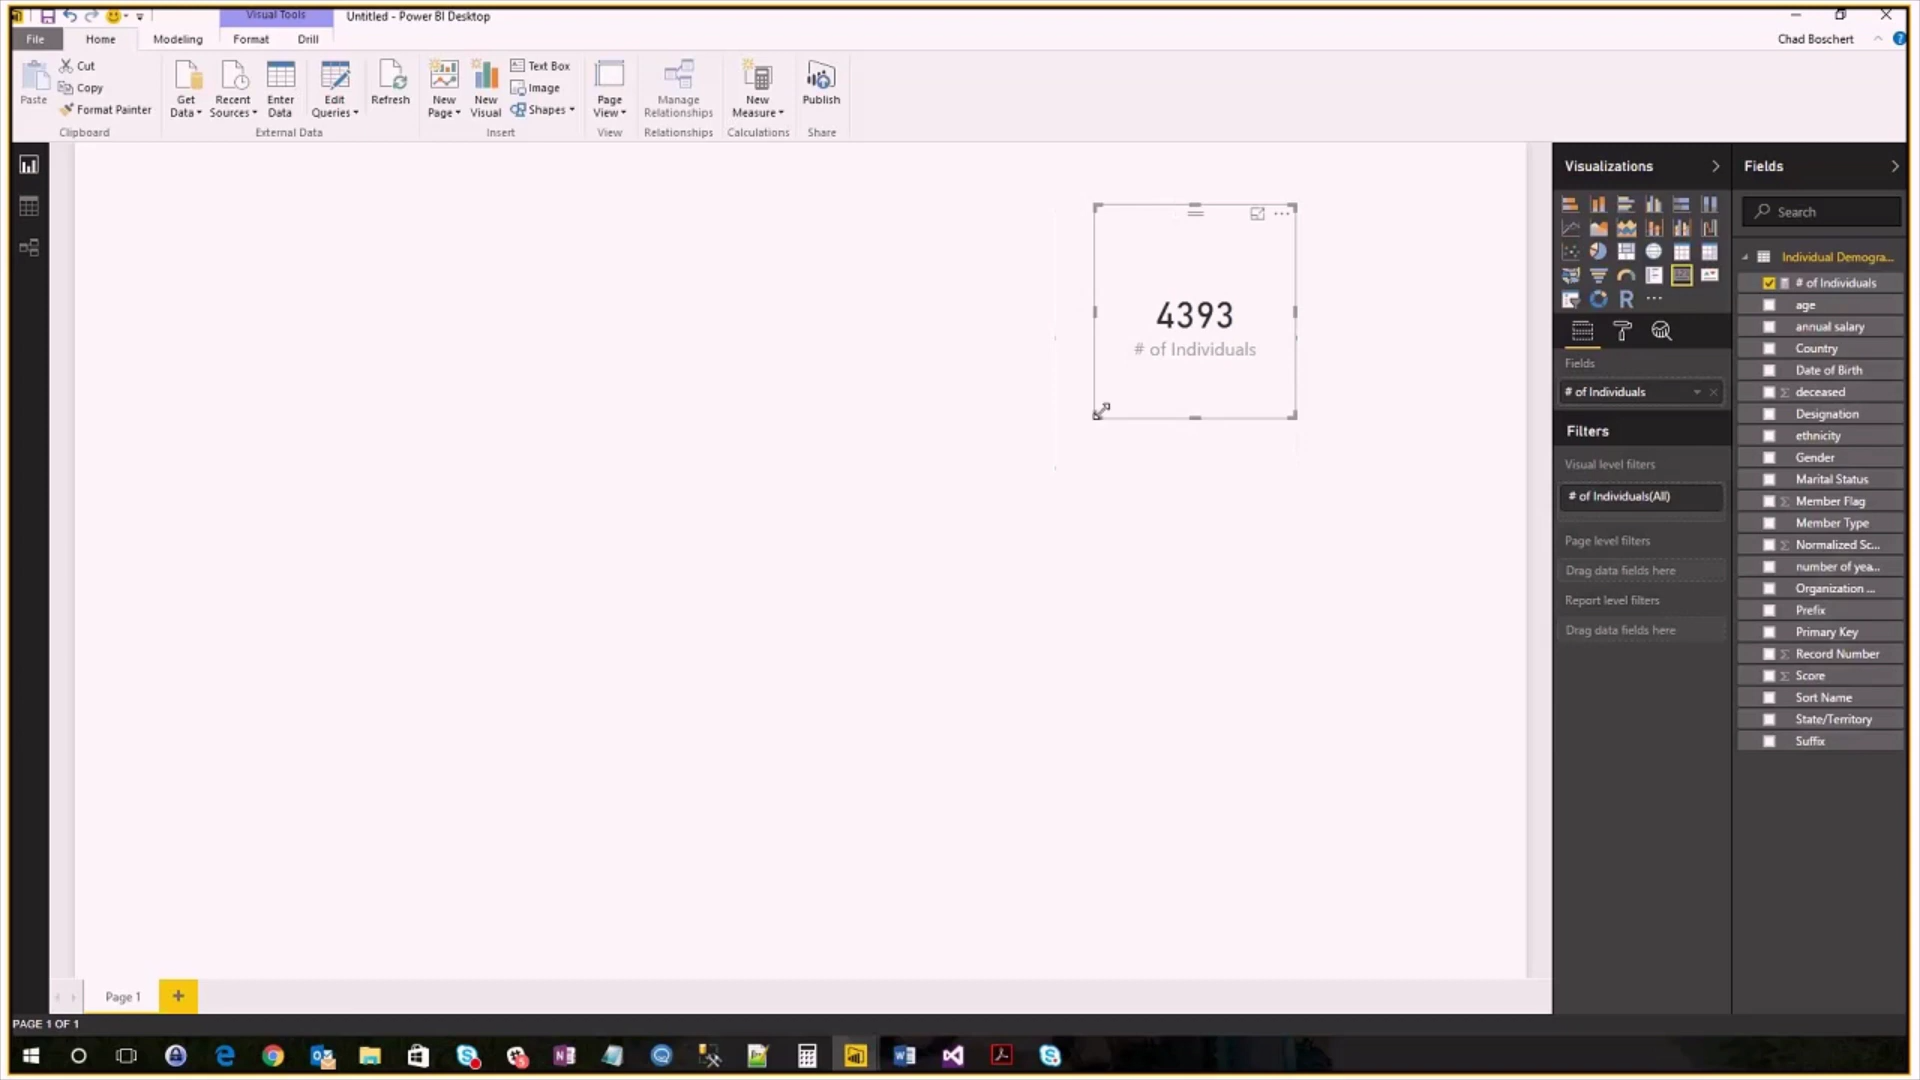 Visual Tools
Untitled - Power BI Desktop
File
Home
Modeling
Format
Drill
Chad Boschert
Paste
Cut
Copy
Format Painter
Clipboard
Get Data
Recent Sources
Enter Data
Edit Queries
Refresh
External Data
New Page
New Visual
Text Box
Image
Shapes
Insert
Page View
View
Manage Relationships
Relationships
New Measure
Calculations
Publish
Share
4393
# of Individuals
Visualizations
R
Fields
# of Individuals
Filters
Visual level filters
# of Individuals(All)
Page level filters
Drag data fields here
Report level filters
Drag data fields here
Fields
Search
Individual Demogra...
# of Individuals
age
annual salary
Country
Date of Birth
Σ deceased
Designation
ethnicity
Gender
Marital Status
Σ Member Flag
Member Type
Σ Normalized Sc...
number of yea...
Organization ...
Prefix
Primary Key
Σ Record Number
Σ Score
Sort Name
State/Territory
Suffix
Page 1
PAGE 1 OF 1